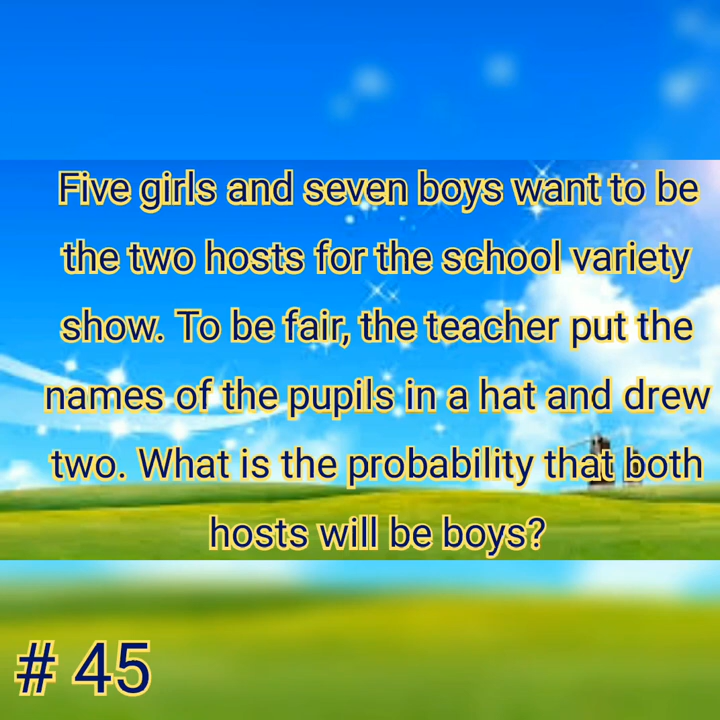 Five girls and seven boys want to be
the two hosts for the school variety
show. To be fair, the teacher put the
names of the pupils in a hat and drew
two. What is the probability that both
hosts will be boys?
# 45